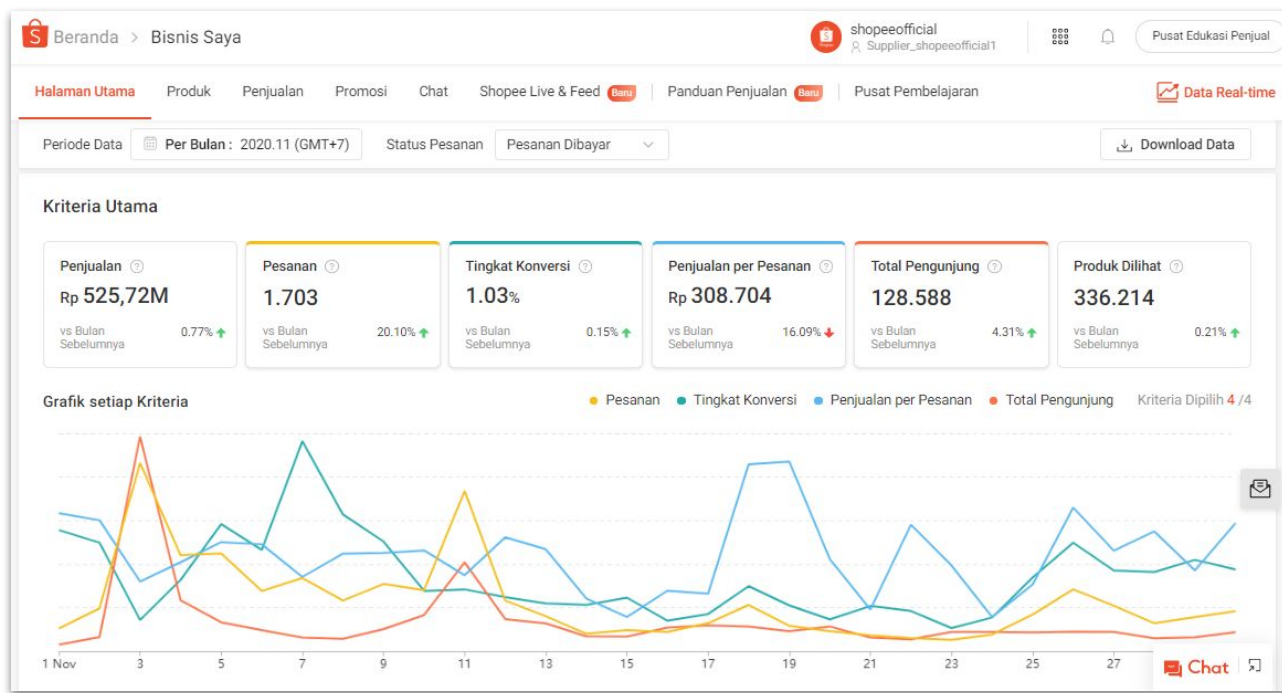 Beranda > Bisnis Saya
shopeeofficial
Supplier_shopeeofficial1
Pusat Edukasi Penjual
Halaman Utama
Produk
Penjualan
Promosi
Chat
Shopee Live & Feed Baru
Panduan Penjualan Baru
Pusat Pembelajaran
Data Real-time
Periode Data
Per Bulan : 2020.11 (GMT+7)
Status Pesanan
Pesanan Dibayar
Download Data
Kriteria Utama
Penjualan ?
Rp 525,72M
vs Bulan
Sebelumnya
0.77%
Pesanan ?
1.703
vs Bulan
Sebelumnya
20.10%
Tingkat Konversi ?
1.03%
vs Bulan
Sebelumnya
0.15%
Penjualan per Pesanan ?
Rp 308.704
vs Bulan
Sebelumnya
16.09%
Total Pengunjung ?
128.588
vs Bulan
Sebelumnya
4.31%
Produk Dilihat ?
336.214
vs Bulan
Sebelumnya
0.21%
Grafik setiap Kriteria
Pesanan
Tingkat Konversi
Penjualan per Pesanan
Total Pengunjung
Kriteria Dipilih 4 /4
1 Nov 3 5 7 9 11 13 15 17 19 21 23 25 27
Chat